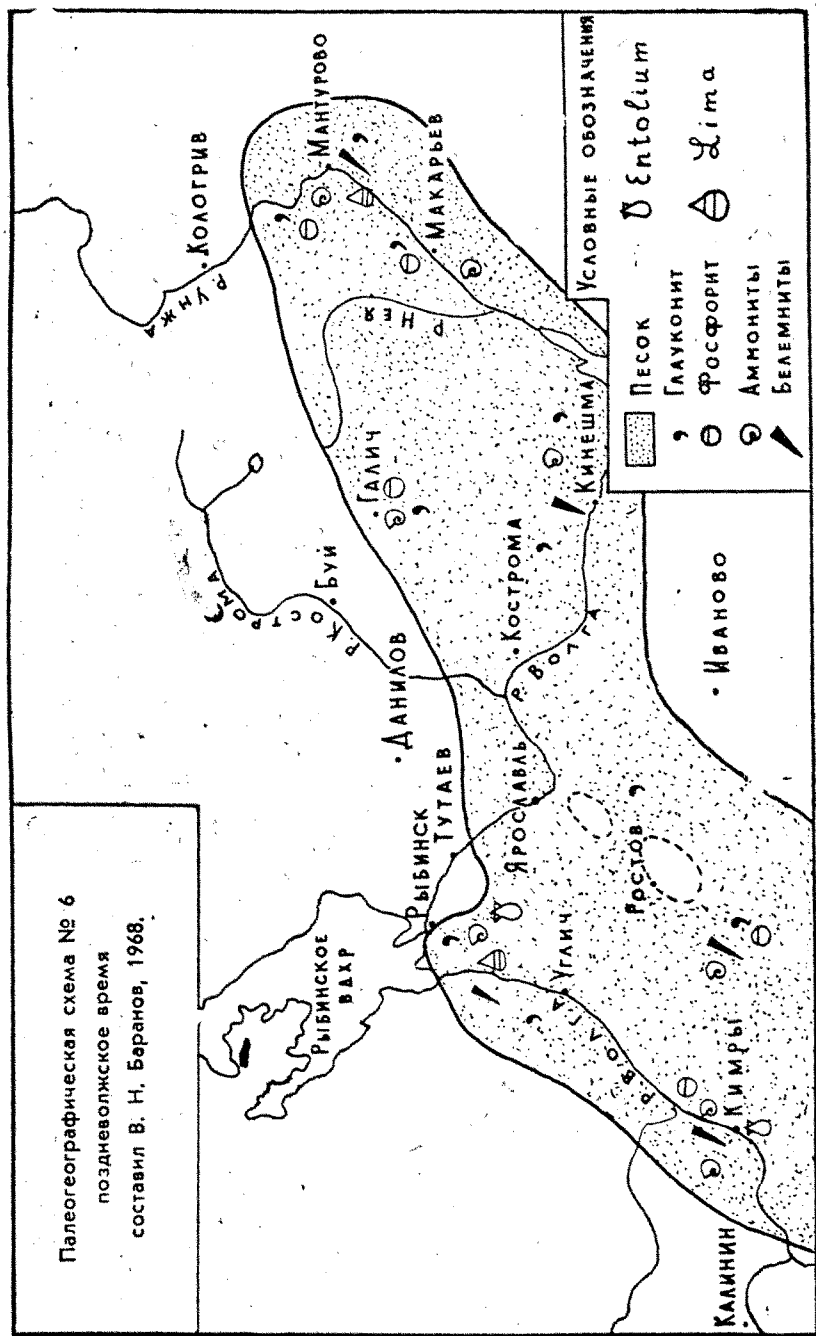 Палеогеографическая схема № 6
поздневолжское время
составил В. Н. Баранов, 1968.
Рыбинское
вдхр
Рыбинск
Тутаев
Данилов
Р. Кострома
Буй
Галич
Р. Унжа
Кологрив
Мантурово
Макарьев
Р. Нея
Калинин
Кимры
Р. Волга
Углич
Ростов
Ярославль
Р. Волга
Кострома
Кинешма
Иваново
Условные обозначения
Песок
Глауконит
Фосфорит
Аммониты
Белемниты
Entolium
Lima